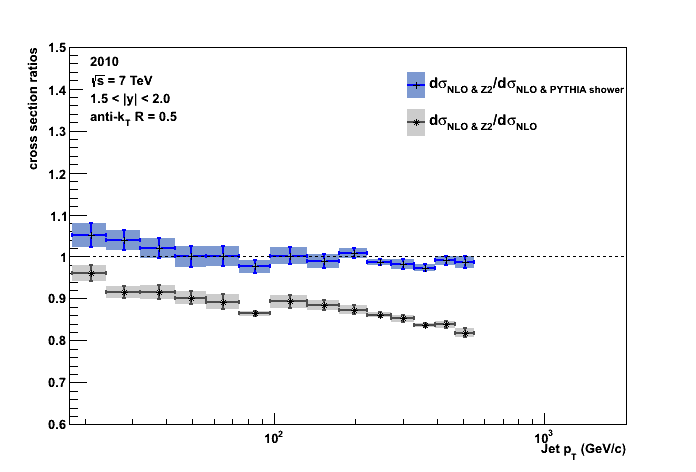 cross section ratios
1.5
1.4
1.3
1.2
1.1
1
0.9
0.8
0.7
0.6
2010
√s = 7 TeV
1.5 < |y| < 2.0
anti-kT R = 0.5
dσNLO & Z2/dσNLO & PYTHIA shower
dσNLO & Z2/dσNLO
10² 10³
Jet pT (GeV/c)